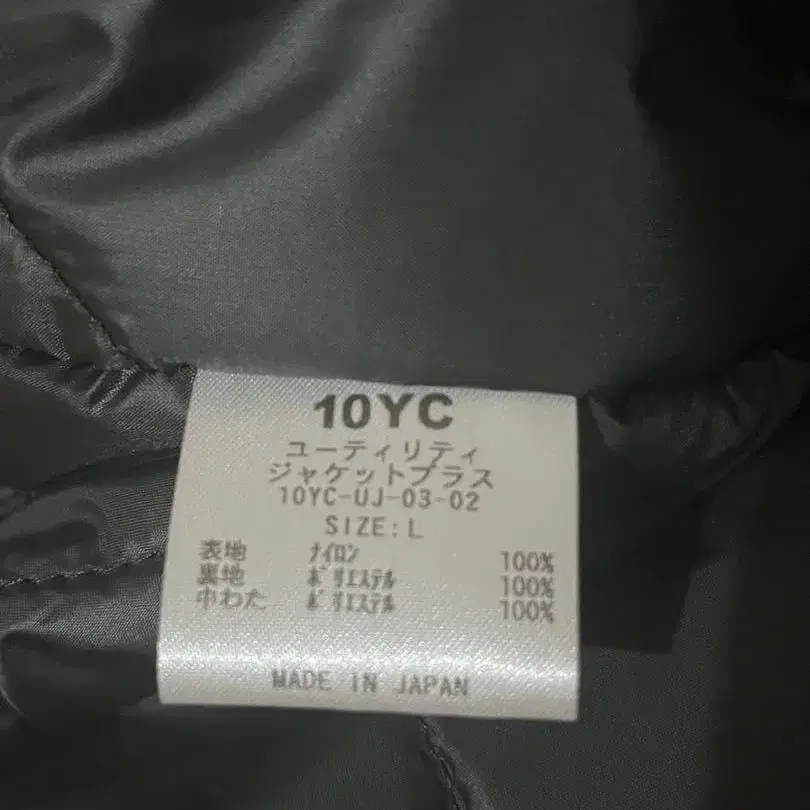 10YC
ユーティリティ
ジャケットプラス
10YC-UJ-03-02
SIZE:L
表地 ナイロン 100%
裏地 ポリエステル 100%
中わた ポリエステル 100%
MADE IN JAPAN